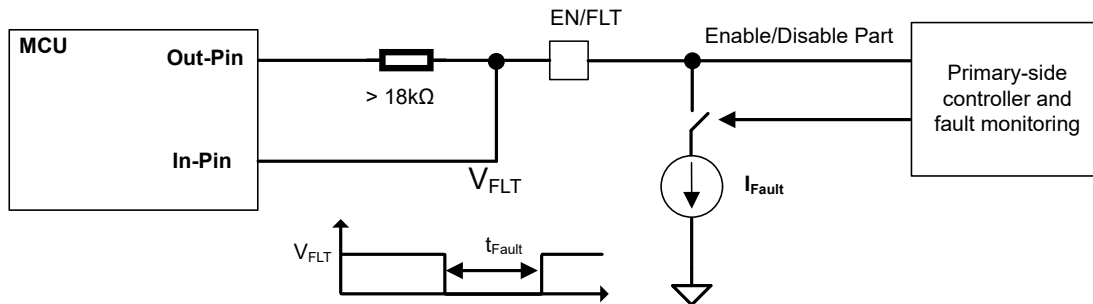 EN/FLT
MCU
Out-Pin
Enable/Disable Part
> 18kΩ
Primary-side
controller and
fault monitoring
In-Pin
VFLT
IFault
VFLT
tFault